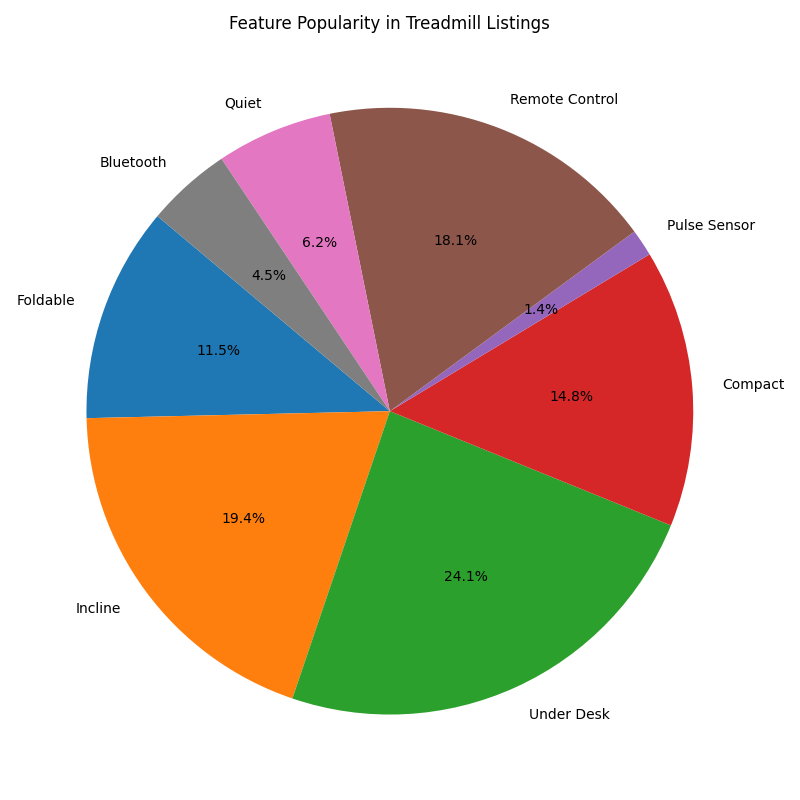 Feature Popularity in Treadmill Listings
Remote Control
Quiet
Bluetooth
Pulse Sensor
18.1%
6.2%
4.5%
Foldable
1.4%
11.5%
Compact
14.8%
19.4%
24.1%
Incline
Under Desk